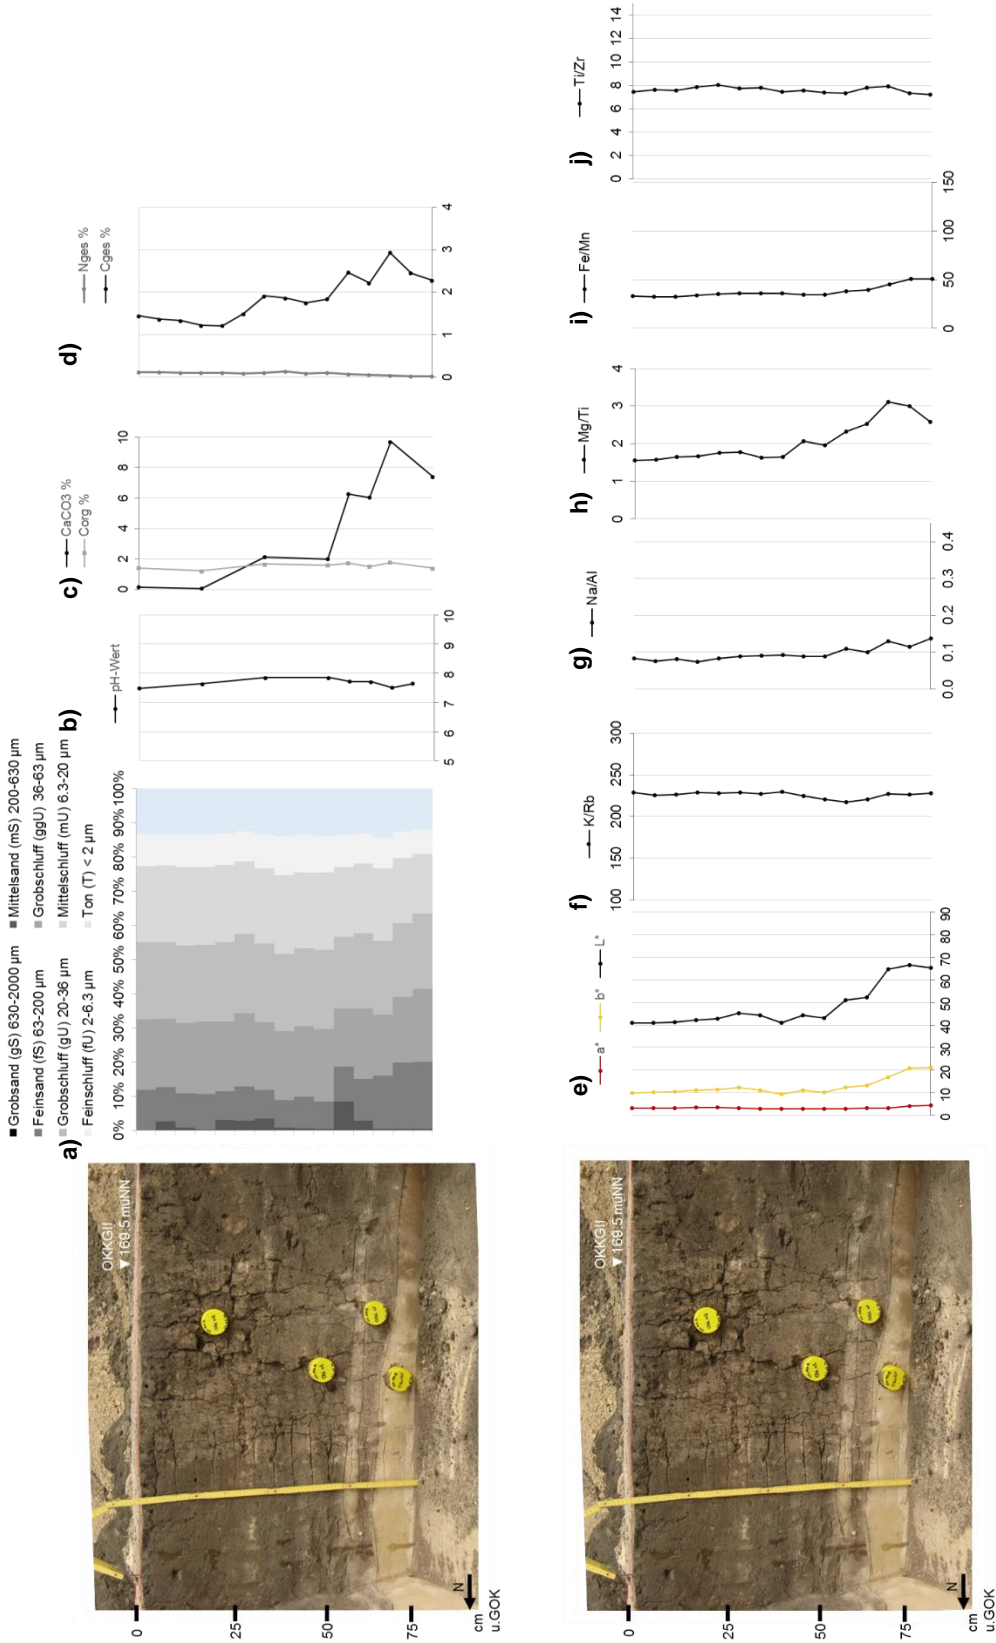 a)
■ Grobsand (gS) 630-2000 µm
■ Mittelsand (mS) 200-630 µm
■ Feinsand (fS) 63-200 µm
■ Grobschluff (ggU) 36-63 µm
■ Grobschluff (gU) 20-36 µm
■ Mittelschluff (mU) 6.3-20 µm
Feinschluff (fU) 2-6.3 µm
Ton (T) < 2 µm
0% 10% 20% 30% 40% 50% 60% 70% 80% 90% 100%
OKKGIJ
▼169.5 müNN
0
25
50
75
cm
u.GOK
N
b)
pH-Wert
5 6 7 8 9 10
c)
CaCO3 %
Corg %
0 2 4 6 8 10
d)
Nges %
Cges %
0 1 2 3 4
OKKGIJ
▼169.5 müNN
0
25
50
75
cm
u.GOK
N
e)
a* b* L*
0 10 20 30 40 50 60 70 80 90
f)
K/Rb
100 150 200 250 300
g)
Na/Al
0.0 0.1 0.2 0.3 0.4
h)
Mg/Ti
0 1 2 3 4
i)
Fe/Mn
0 50 100 150
j)
Ti/Zr
0 2 4 6 8 10 12 14